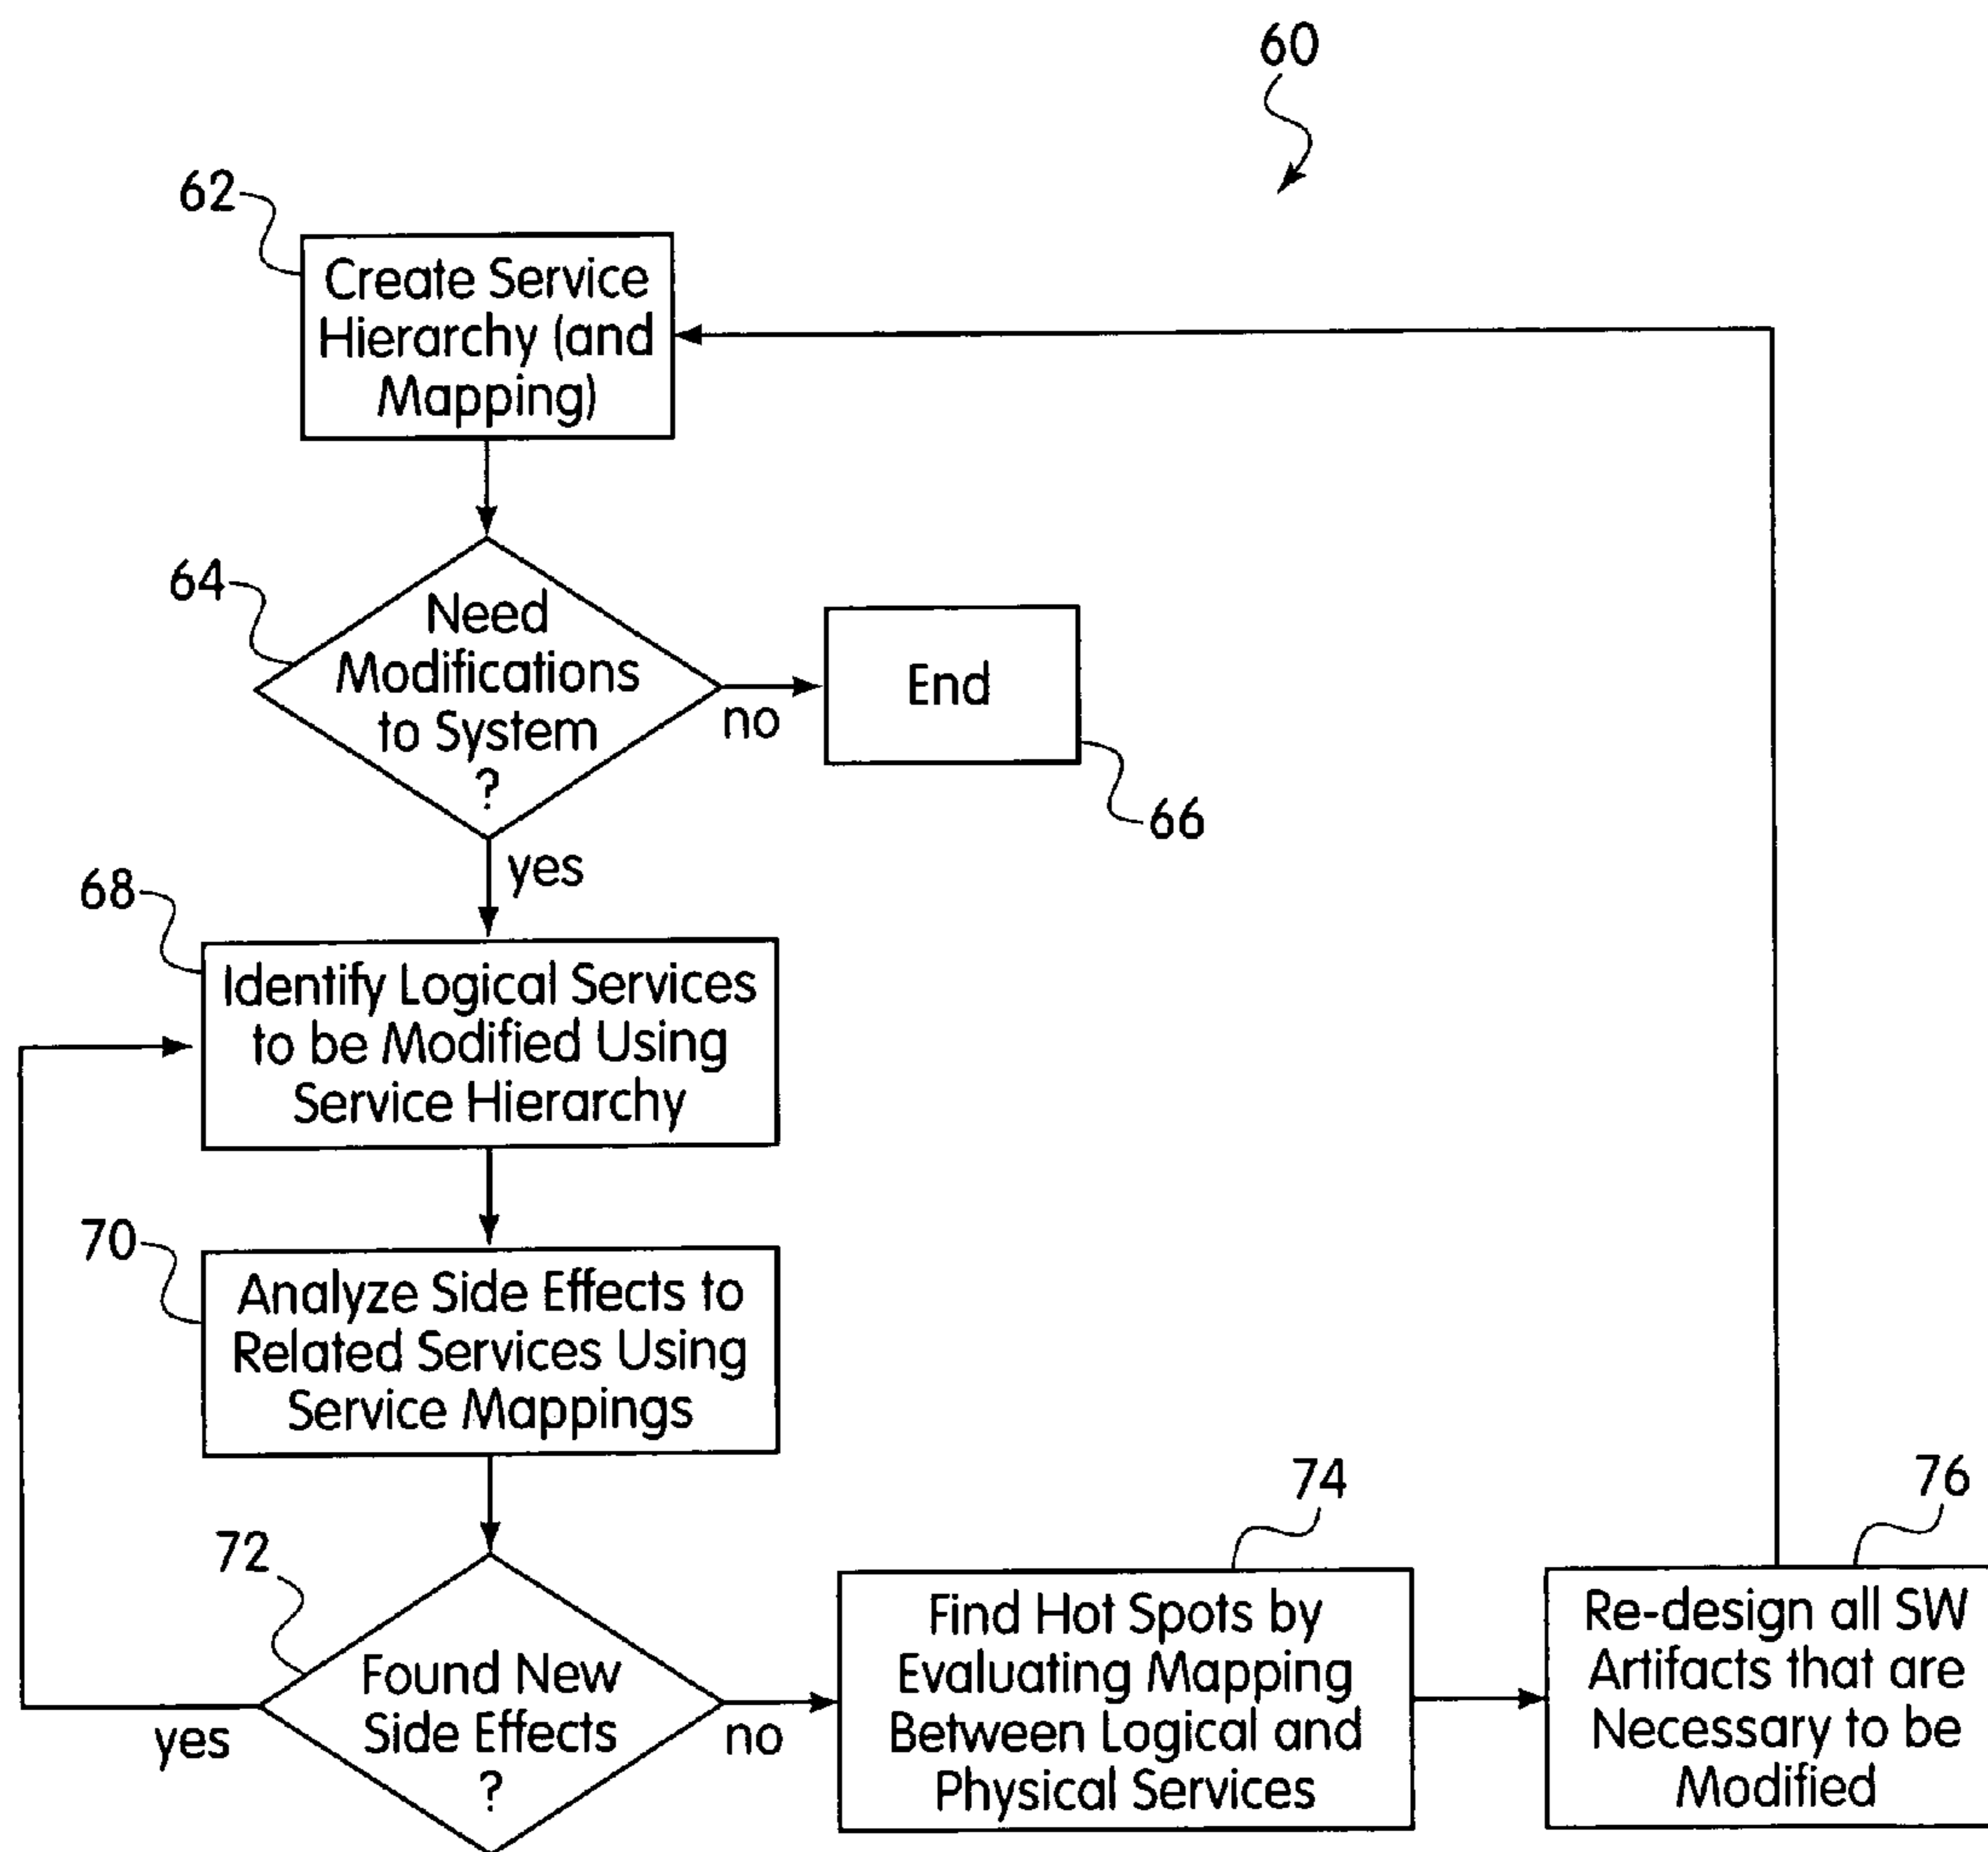 60
62
Create Service
Hierarchy (and
Mapping)
64
Need
Modifications
to System
?
no
End
66
yes
68
Identify Logical Services
to be Modified Using
Service Hierarchy
70
Analyze Side Effects to
Related Services Using
Service Mappings
72
Found New
Side Effects
?
yes
no
74
Find Hot Spots by
Evaluating Mapping
Between Logical and
Physical Services
76
Re-design all SW
Artifacts that are
Necessary to be
Modified